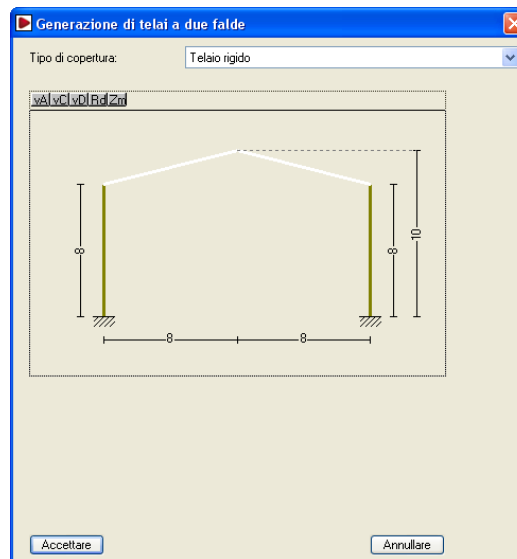 Generazione di telai a due falde
Tipo di copertura: Telaio rigido
vA vC vD Rd Zm
8 8 10
8 8
Accettare Annullare